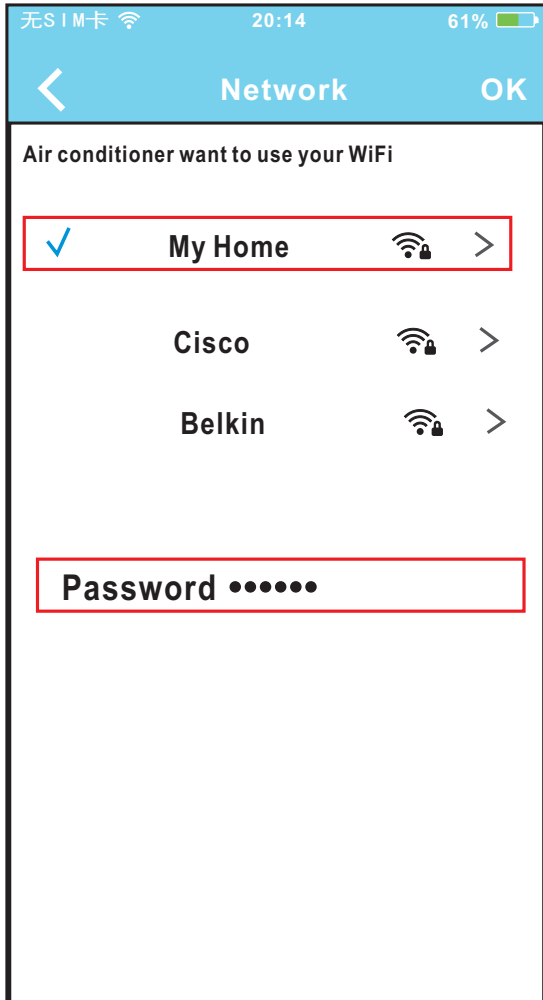 无SIM卡 20:14 61%
Network OK
Air conditioner want to use your WiFi
My Home
Cisco
Belkin
Password ••••••